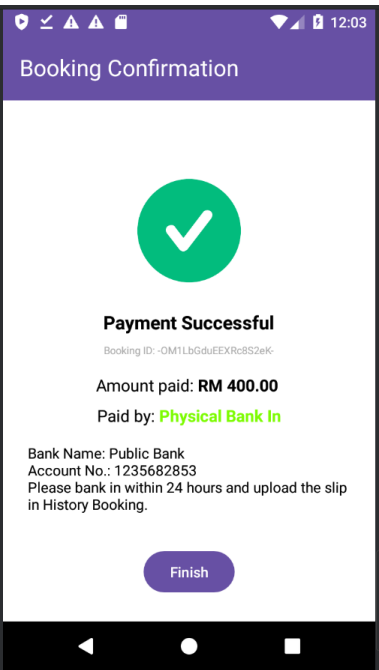 12:03
Booking Confirmation
Payment Successful
Booking ID: -OM1LbGduEEXRc8S2eK-
Amount paid: RM 400.00
Paid by: Physical Bank In
Bank Name: Public Bank
Account No.: 1235682853
Please bank in within 24 hours and upload the slip
in History Booking.
Finish